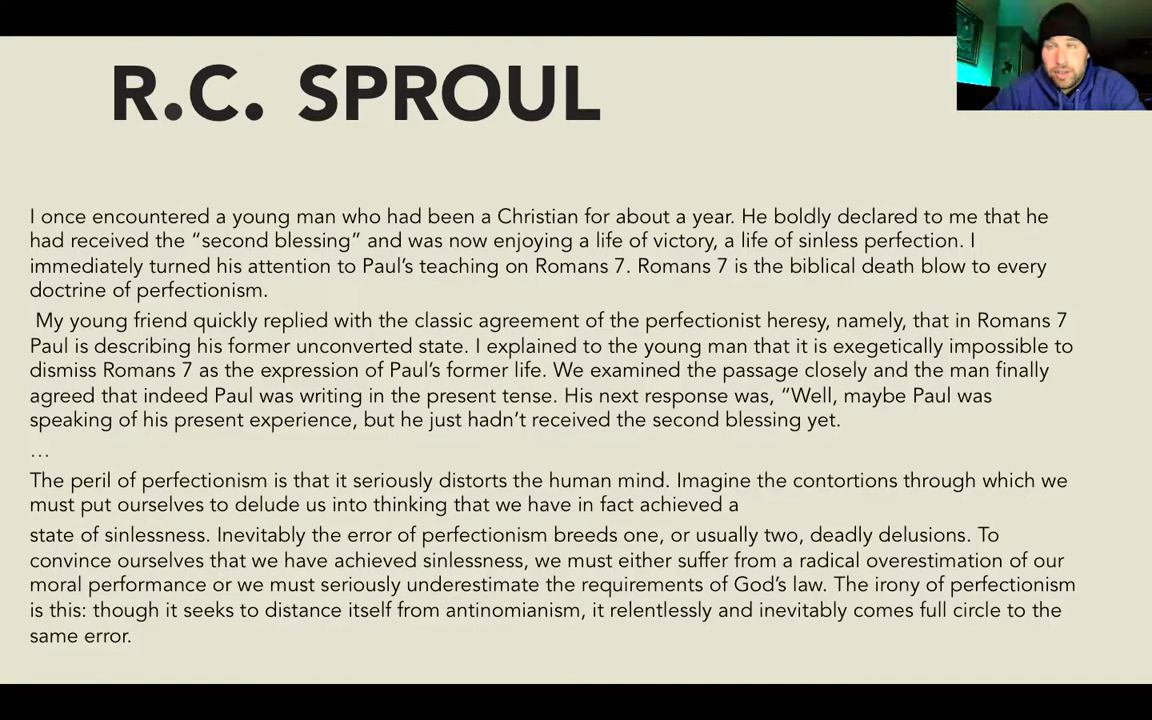 R.C. SPROUL
I once encountered a young man who had been a Christian for about a year. He boldly declared to me that he
had received the “second blessing” and was now enjoying a life of victory, a life of sinless perfection. I
immediately turned his attention to Paul’s teaching on Romans 7. Romans 7 is the biblical death blow to every
doctrine of perfectionism.
My young friend quickly replied with the classic agreement of the perfectionist heresy, namely, that in Romans 7
Paul is describing his former unconverted state. I explained to the young man that it is exegetically impossible to
dismiss Romans 7 as the expression of Paul’s former life. We examined the passage closely and the man finally
agreed that indeed Paul was writing in the present tense. His next response was, “Well, maybe Paul was
speaking of his present experience, but he just hadn’t received the second blessing yet.
…
The peril of perfectionism is that it seriously distorts the human mind. Imagine the contortions through which we
must put ourselves to delude us into thinking that we have in fact achieved a
state of sinlessness. Inevitably the error of perfectionism breeds one, or usually two, deadly delusions. To
convince ourselves that we have achieved sinlessness, we must either suffer from a radical overestimation of our
moral performance or we must seriously underestimate the requirements of God’s law. The irony of perfectionism
is this: though it seeks to distance itself from antinomianism, it relentlessly and inevitably comes full circle to the
same error.